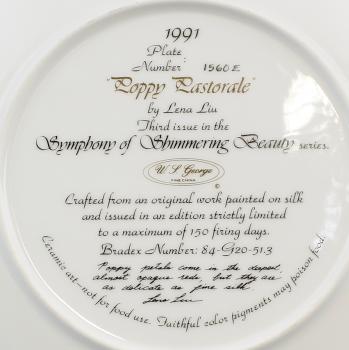 1991
Plate
Number: 1560E
"Poppy Pastorale"
by Lena Liu
Third issue in the
Symphony of Shimmering Beauty series.
W S George
FINE CHINA
©
Crafted from an original work painted on silk
and issued in an edition strictly limited
to a maximum of 150 firing days.
Bradex Number: 84-G20-51.3
Poppy petals come in the deepest
almost opaque reds but they are
as delicate as fine silk.
Lena Liu
Ceramic art–not for food use. Faithful color pigments may poison food.